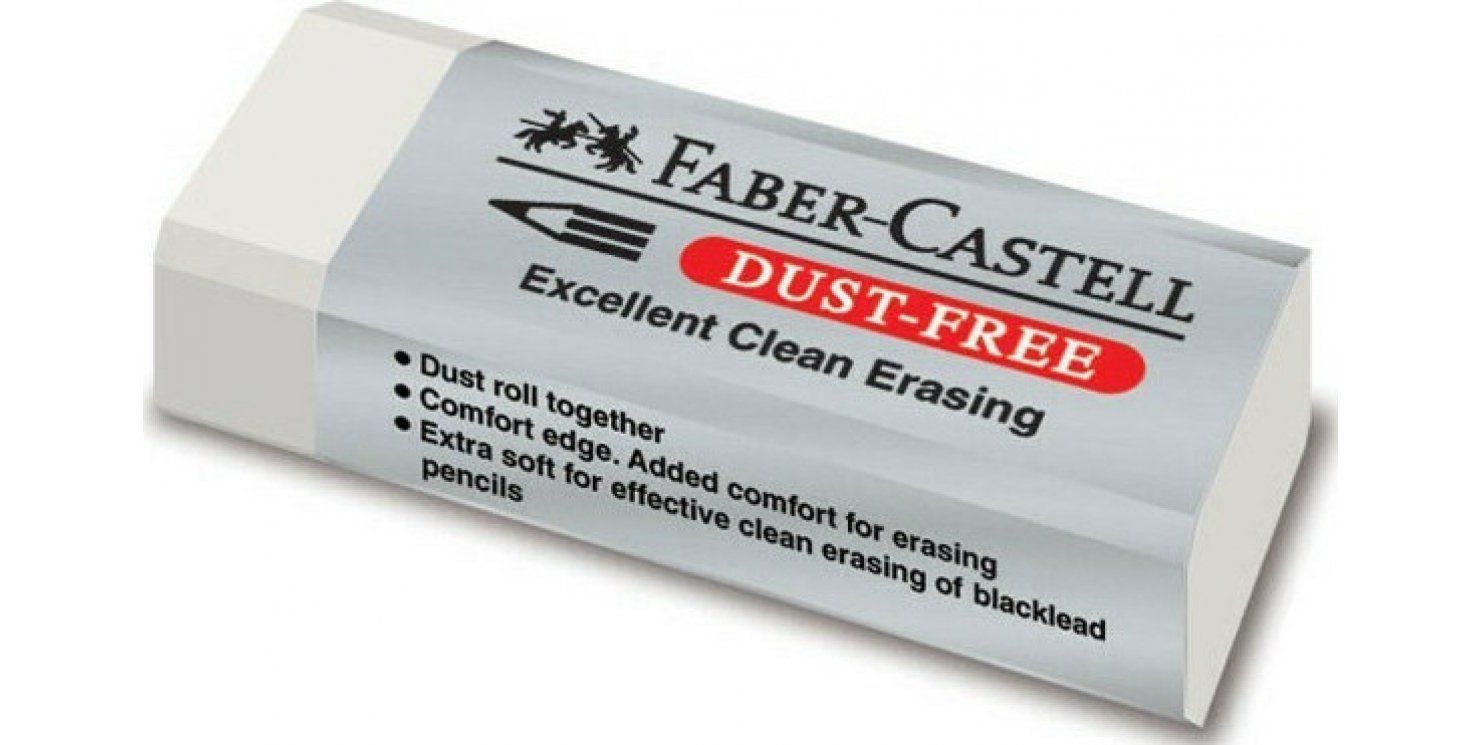 FABER-CASTELL
DUST-FREE
Excellent Clean Erasing
• Dust roll together
• Comfort edge. Added comfort for erasing
• Extra soft for effective clean erasing of blacklead
pencils